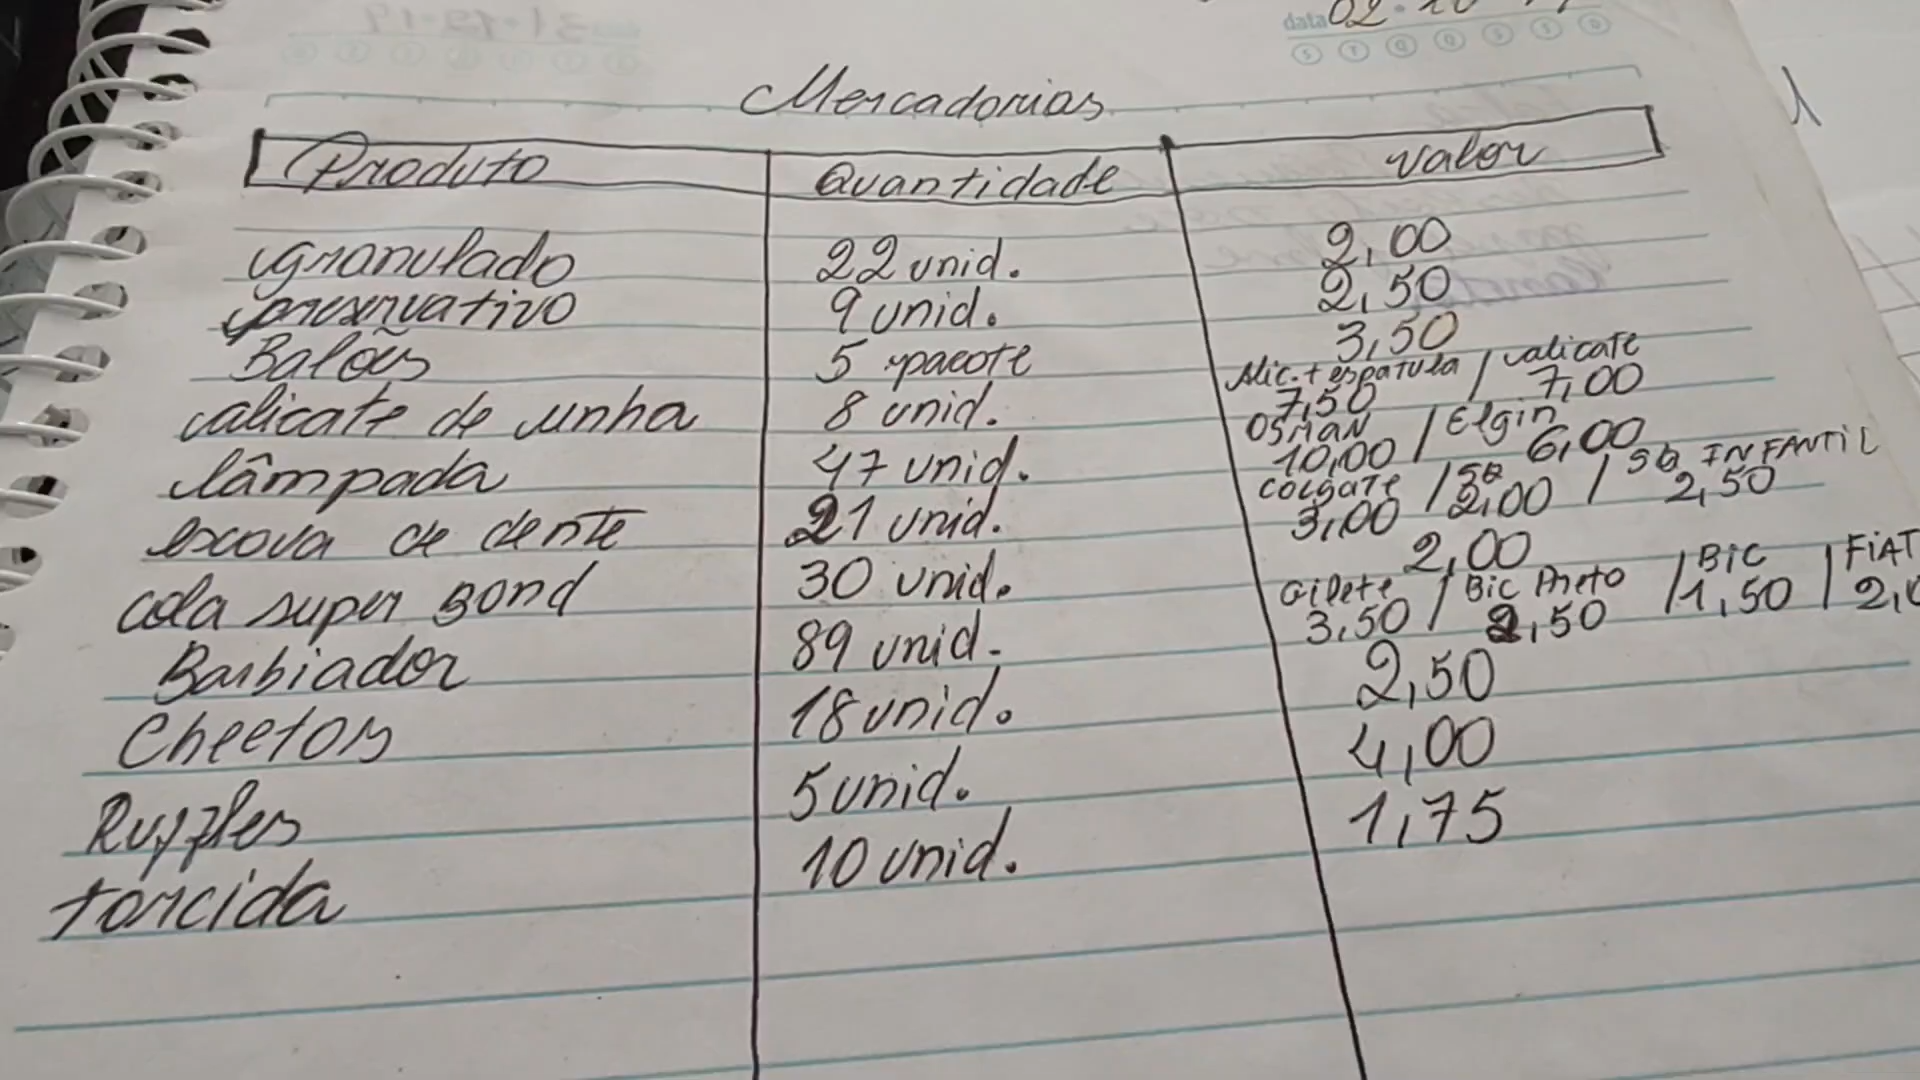 data 02
S T Q Q S S D
Mercadorias
Produto Quantidade Valor
granulado 22 unid. 2,00
preservativo 9 unid. 2,50
Balões 5 pacote 3,50
alicate de unha 8 unid. Alic.+ espatula 7,50 / alicate 7,00
lâmpada 47 unid. OSMAN 10,00 / Elgin 6,00
escova de dente 21 unid. COLGATE 3,00 / SB 2,00 / Sb INFANTIL 2,50
cola super Bond 30 unid. 2,00
Barbiador 89 unid. Gilete 3,50 / Bic Preto 2,50 / BIC 1,50 / FIAT
Cheetos 18 unid. 2,50
Ruffles 5 unid. 4,00
torcida 10 unid. 1,75